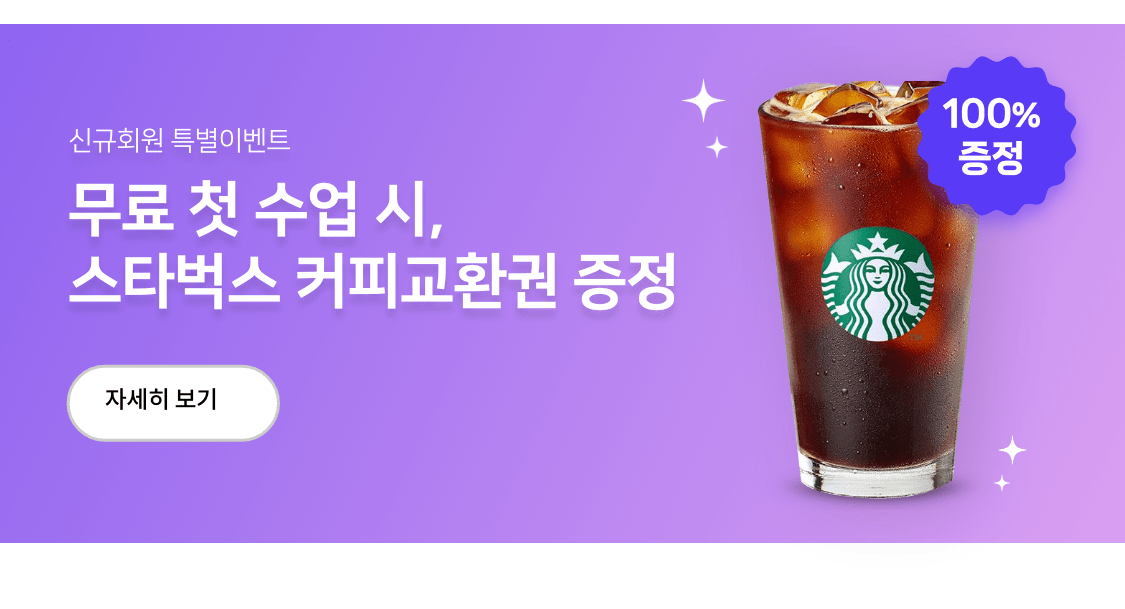 신규회원 특별이벤트
무료 첫 수업 시,
스타벅스 커피교환권 증정
자세히 보기
100%
증정